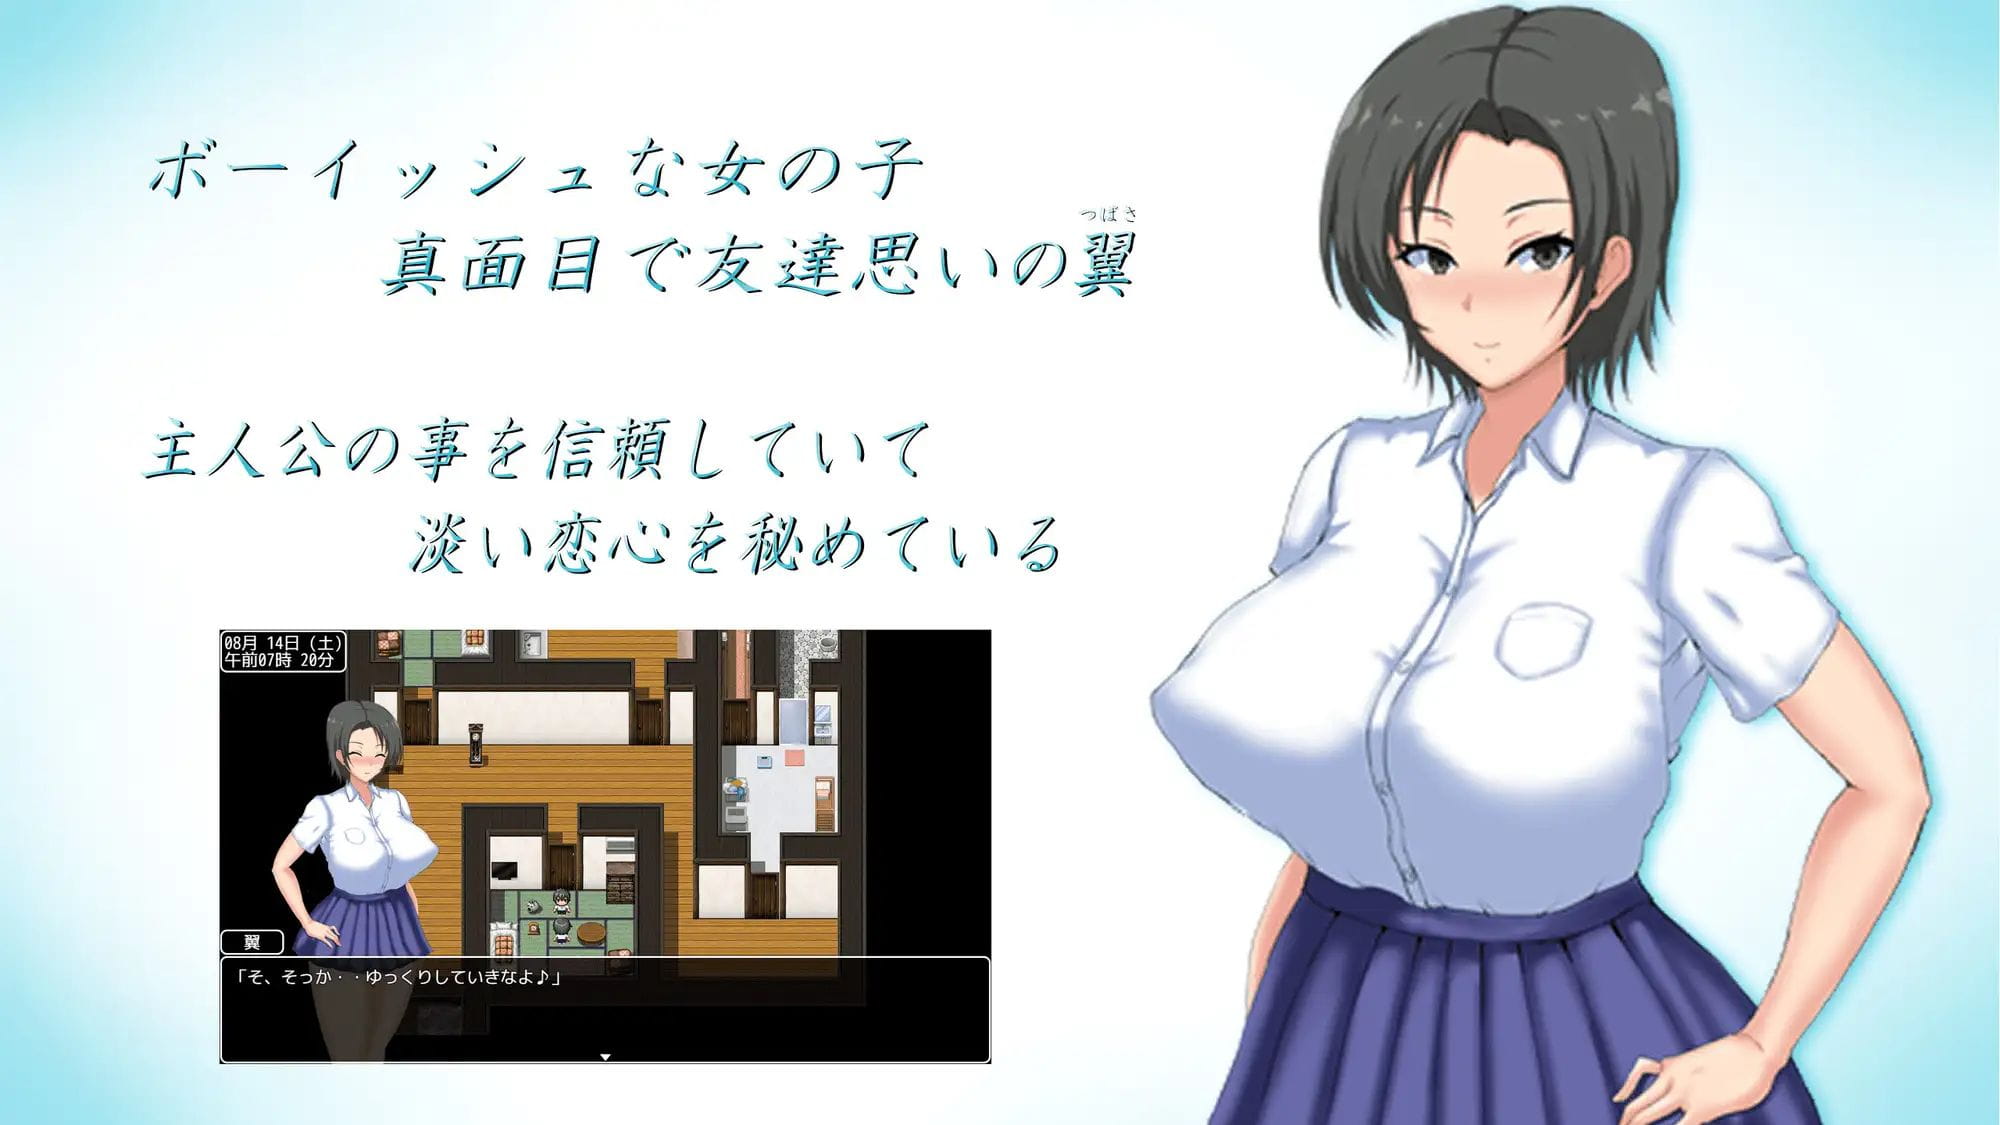 ボーイッシュな女の子
つばさ
真面目で友達思いの翼
主人公の事を信頼していて
淡い恋心を秘めている
08月 14日 (土)
午前07時 20分
翼
「そ、そっか・・ゆっくりしていきなよ♪」